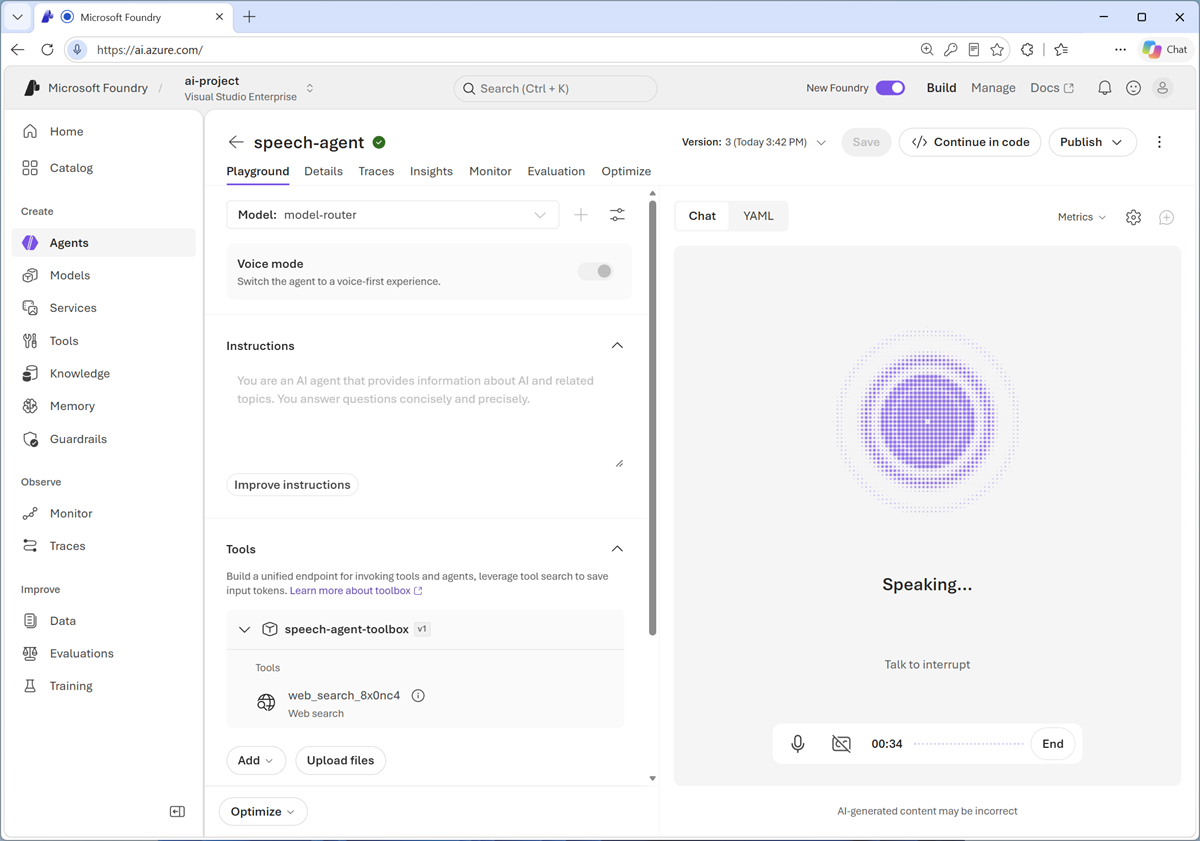 Microsoft Foundry
https://ai.azure.com/
Chat
Microsoft Foundry / ai-project
Visual Studio Enterprise
Search (Ctrl + K)
New Foundry
Build
Manage
Docs
Home
Catalog
Create
Agents
Models
Services
Tools
Knowledge
Memory
Guardrails
Observe
Monitor
Traces
Improve
Data
Evaluations
Training
speech-agent
Version: 3 (Today 3:42 PM)
Save
Continue in code
Publish
Playground
Details
Traces
Insights
Monitor
Evaluation
Optimize
Model: model-router
Voice mode
Switch the agent to a voice-first experience.
Instructions
You are an AI agent that provides information about AI and related
topics. You answer questions concisely and precisely.
Improve instructions
Tools
Build a unified endpoint for invoking tools and agents, leverage tool search to save
input tokens. Learn more about toolbox
speech-agent-toolbox v1
Tools
web_search_8x0nc4
Web search
Add
Upload files
Optimize
Chat
YAML
Metrics
Speaking...
Talk to interrupt
00:34
End
AI-generated content may be incorrect